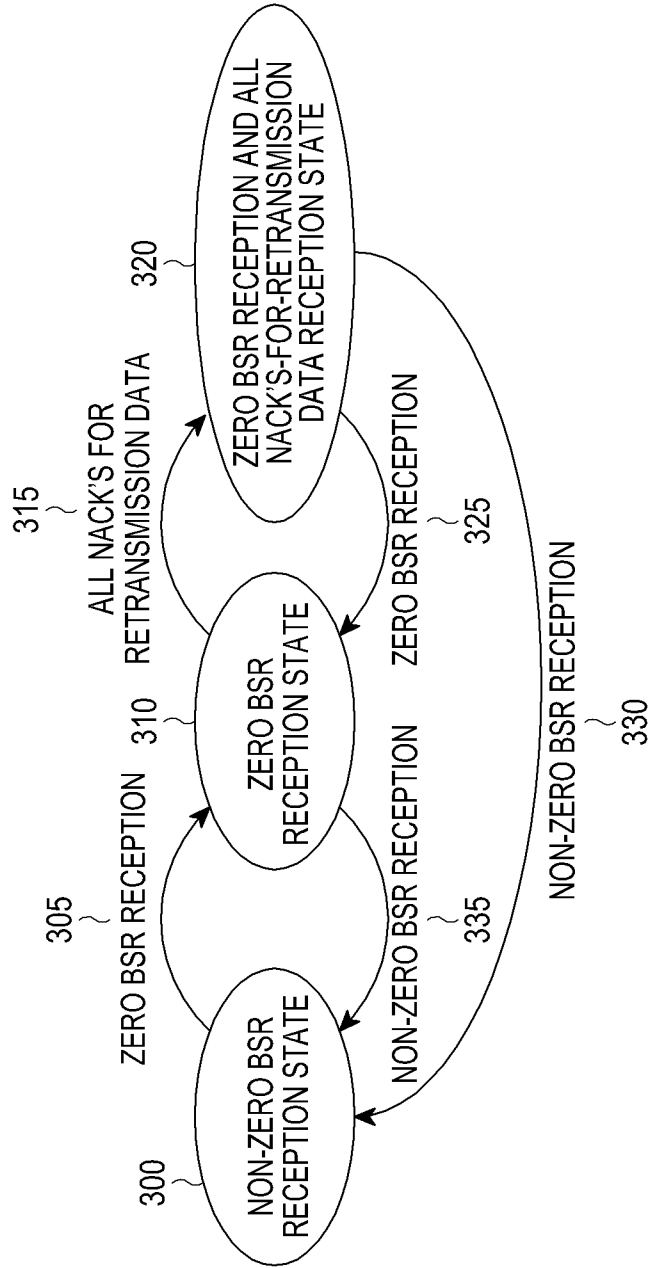 315
ALL NACK'S FOR
RETRANSMISSION DATA
305
ZERO BSR RECEPTION
300
NON-ZERO BSR
RECEPTION STATE
310
ZERO BSR
RECEPTION STATE
320
ZERO BSR RECEPTION AND ALL
NACK'S-FOR-RETRANSMISSION
DATA RECEPTION STATE
NON-ZERO BSR RECEPTION
335
ZERO BSR RECEPTION
325
NON-ZERO BSR RECEPTION
330